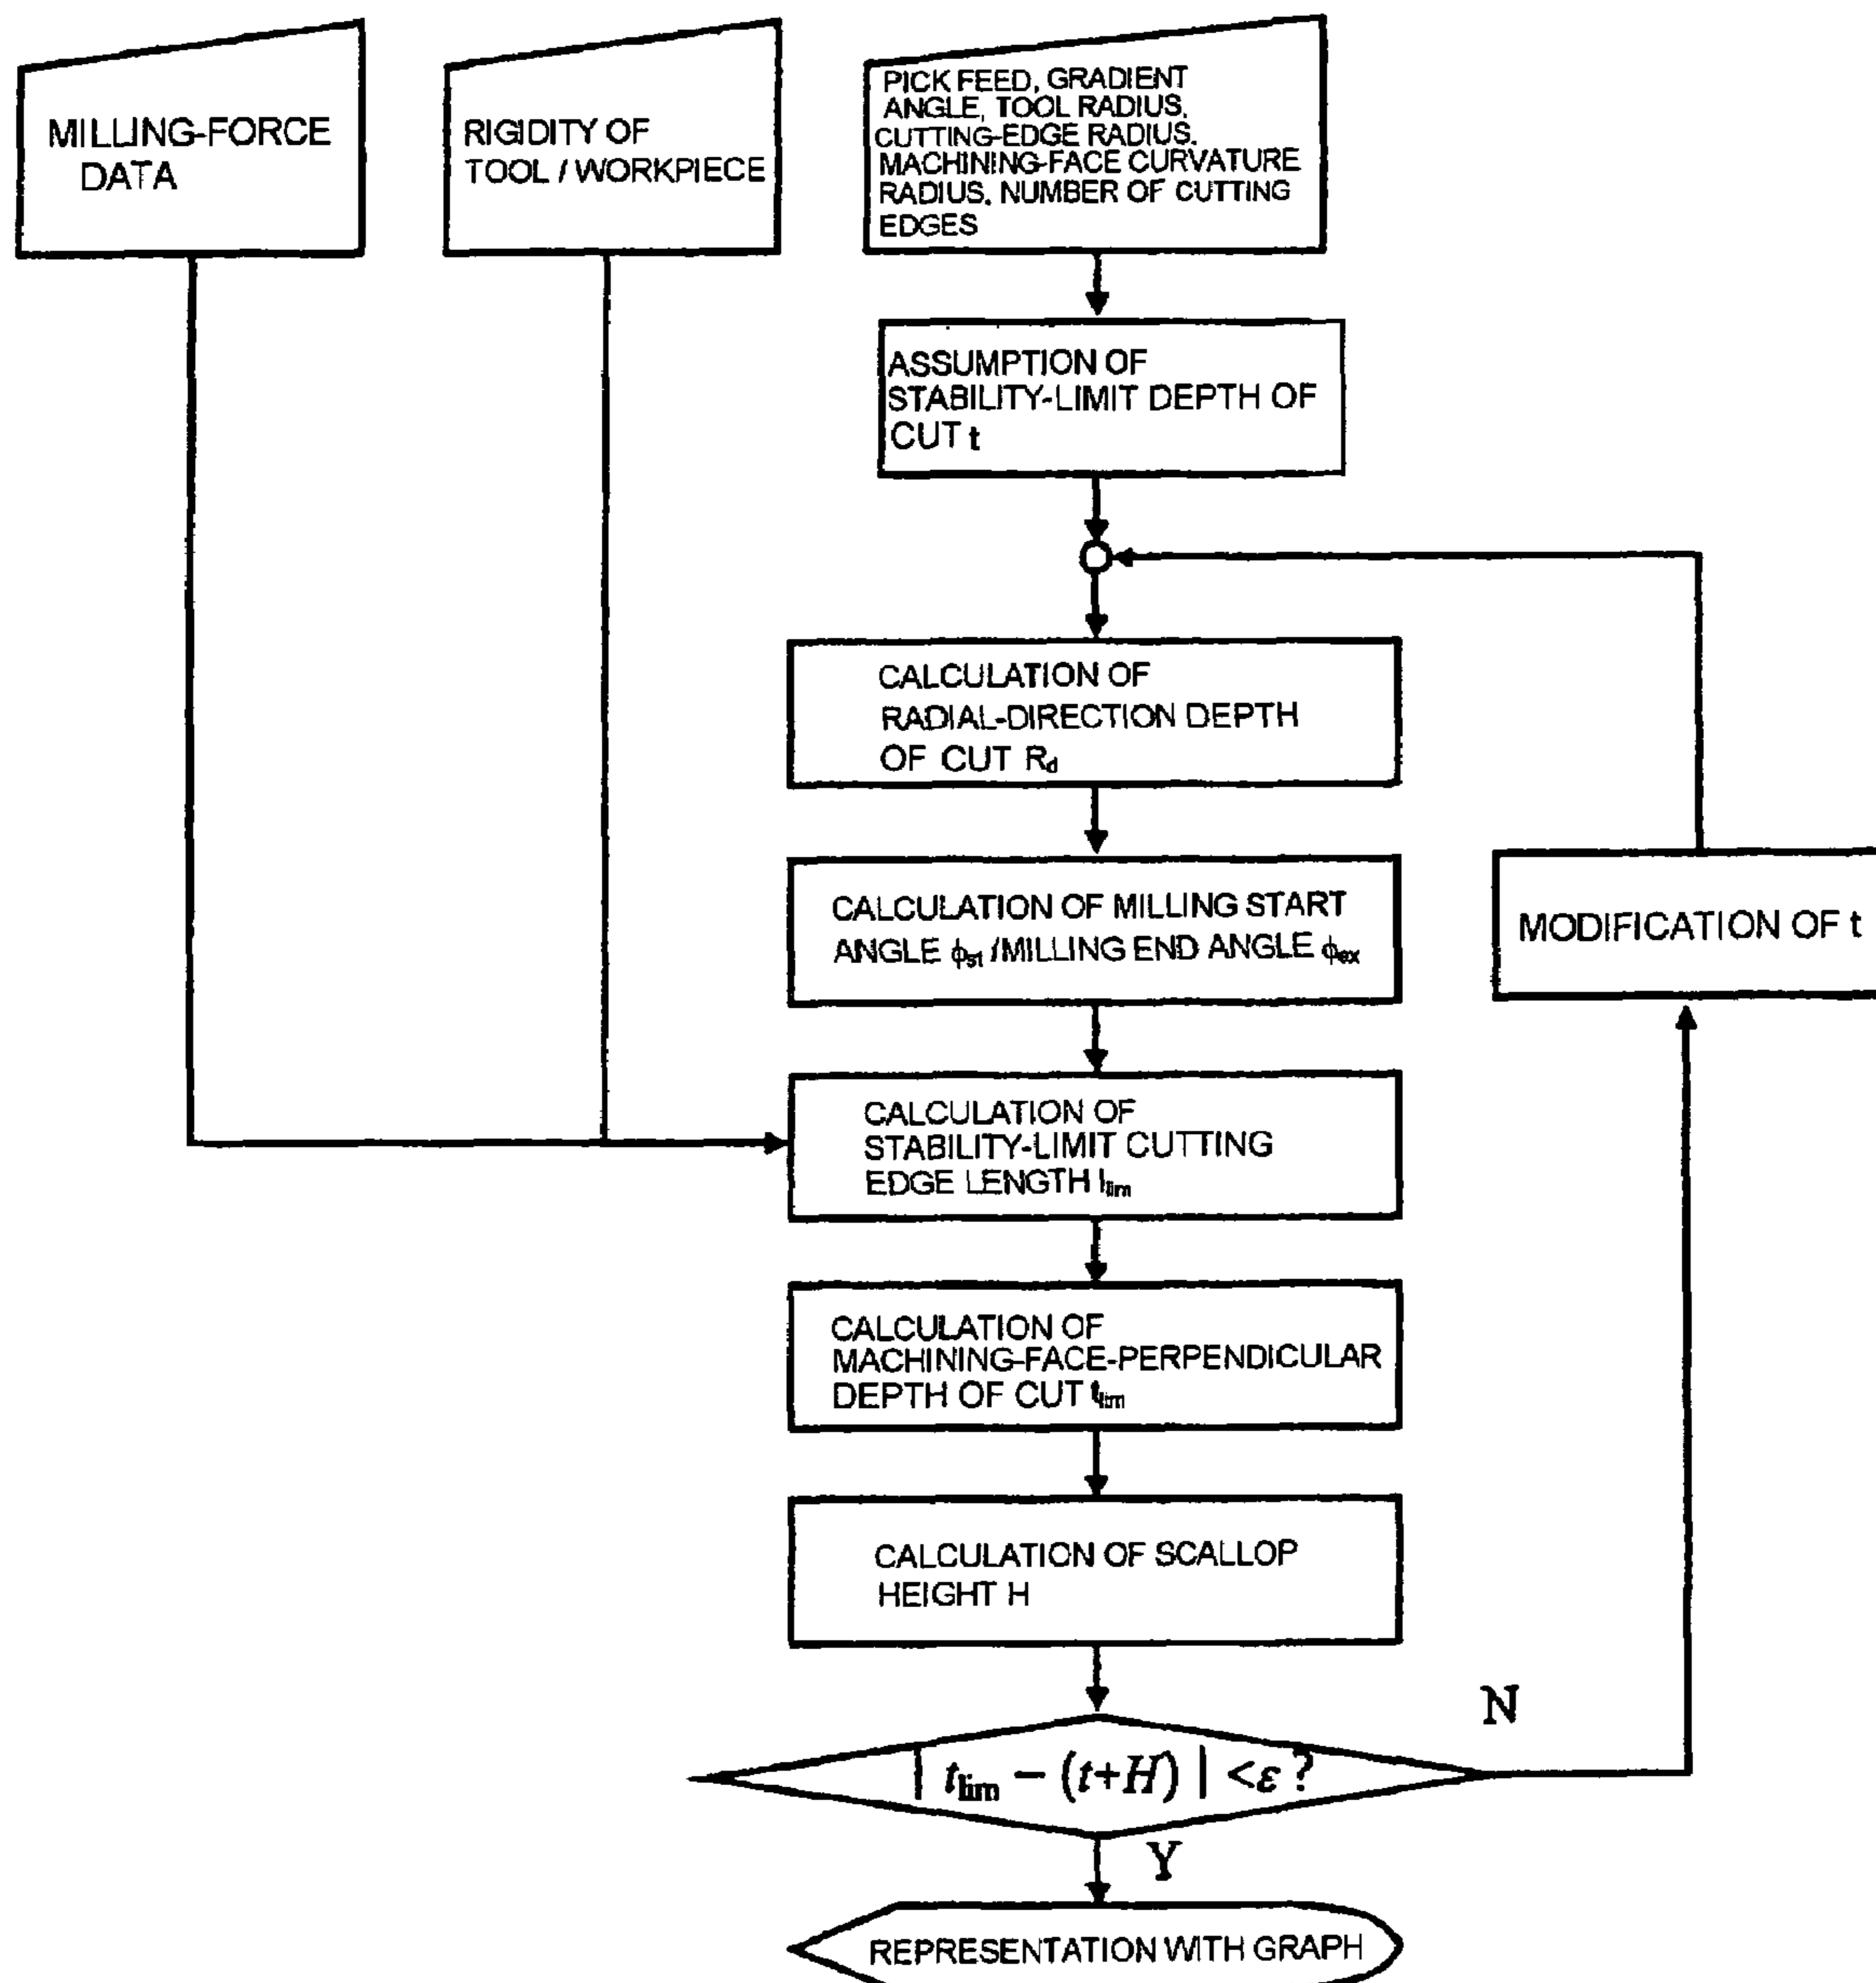 MILLING-FORCE
DATA
RIGIDITY OF
TOOL / WORKPIECE
PICK FEED, GRADIENT
ANGLE, TOOL RADIUS,
CUTTING-EDGE RADIUS,
MACHINING-FACE CURVATURE
RADIUS, NUMBER OF CUTTING
EDGES
ASSUMPTION OF
STABILITY-LIMIT DEPTH OF
CUT t
CALCULATION OF
RADIAL-DIRECTION DEPTH
OF CUT Rd
CALCULATION OF MILLING START
ANGLE ϕst /MILLING END ANGLE ϕex
MODIFICATION OF t
CALCULATION OF
STABILITY-LIMIT CUTTING
EDGE LENGTH llim
CALCULATION OF
MACHINING-FACE-PERPENDICULAR
DEPTH OF CUT tlim
CALCULATION OF SCALLOP
HEIGHT H
N
| tlim − (t+H) | <ε ?
Y
REPRESENTATION WITH GRAPH